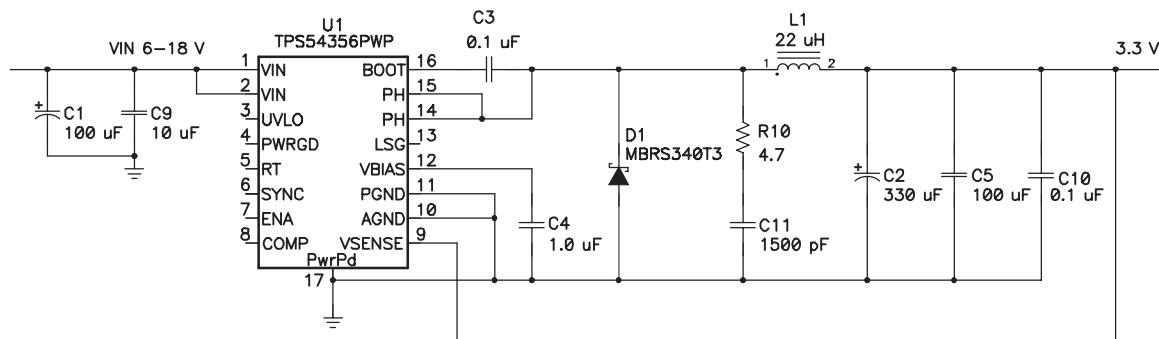 U1
TPS54356PWP
VIN 6–18 V
C3
0.1 uF
L1
22 uH
3.3 V
1 VIN
2 VIN
3 UVLO
4 PWRGD
5 RT
6 SYNC
7 ENA
8 COMP
BOOT 16
PH 15
PH 14
LSG 13
VBIAS 12
PGND 11
AGND 10
VSENSE 9
PwrPd
17
1 2
+
C1
100 uF
C9
10 uF
C4
1.0 uF
D1
MBRS340T3
R10
4.7
C11
1500 pF
+
C2
330 uF
C5
100 uF
C10
0.1 uF